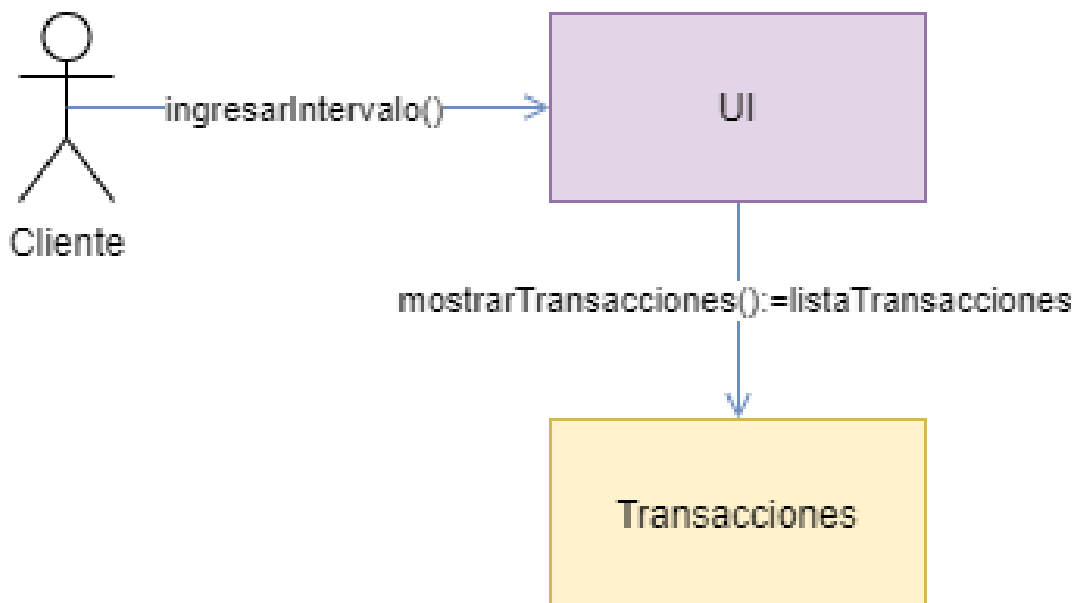 ingresarIntervalo()
UI
Cliente
mostrarTransacciones():=listaTransacciones
Transacciones